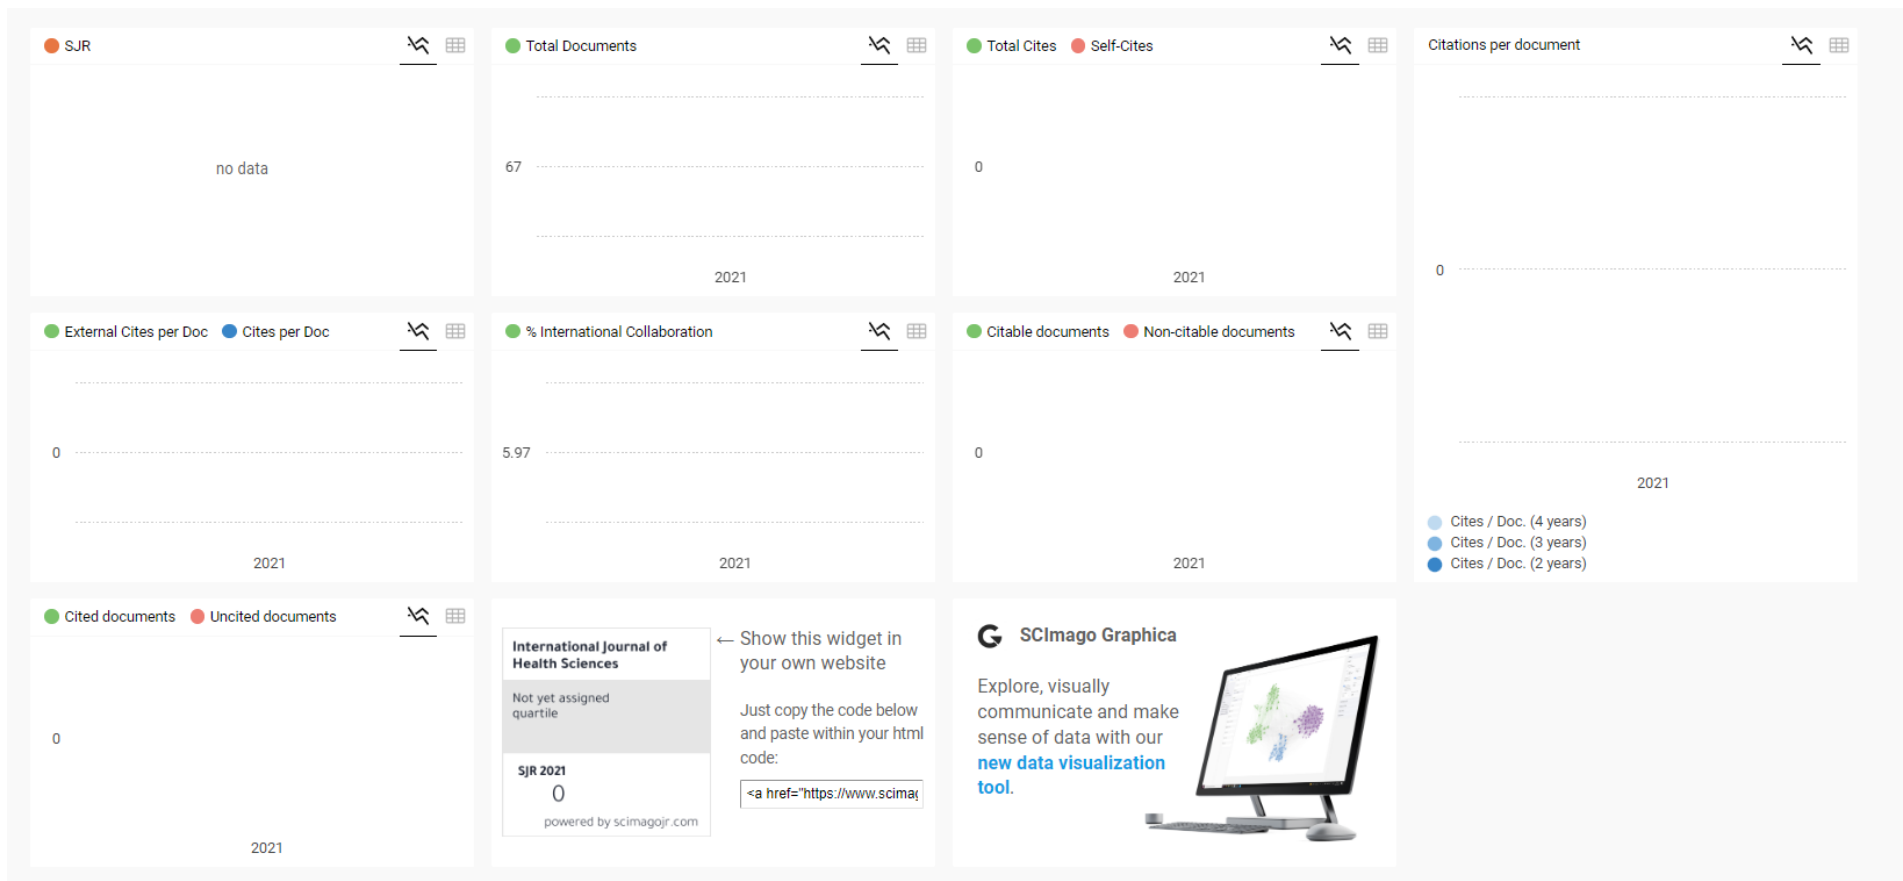 SJR
no data
Total Documents
67
2021
Total Cites Self-Cites
0
2021
Citations per document
0
2021
Cites / Doc. (4 years)
Cites / Doc. (3 years)
Cites / Doc. (2 years)
External Cites per Doc Cites per Doc
0
2021
% International Collaboration
5.97
2021
Citable documents Non-citable documents
0
2021
Cited documents Uncited documents
0
2021
International Journal of
Health Sciences
Not yet assigned
quartile
SJR 2021
0
powered by scimagojr.com
← Show this widget in
your own website
Just copy the code below
and paste within your html
code:
<a href="https://www.scimag
SCImago Graphica
Explore, visually
communicate and make
sense of data with our
new data visualization
tool.